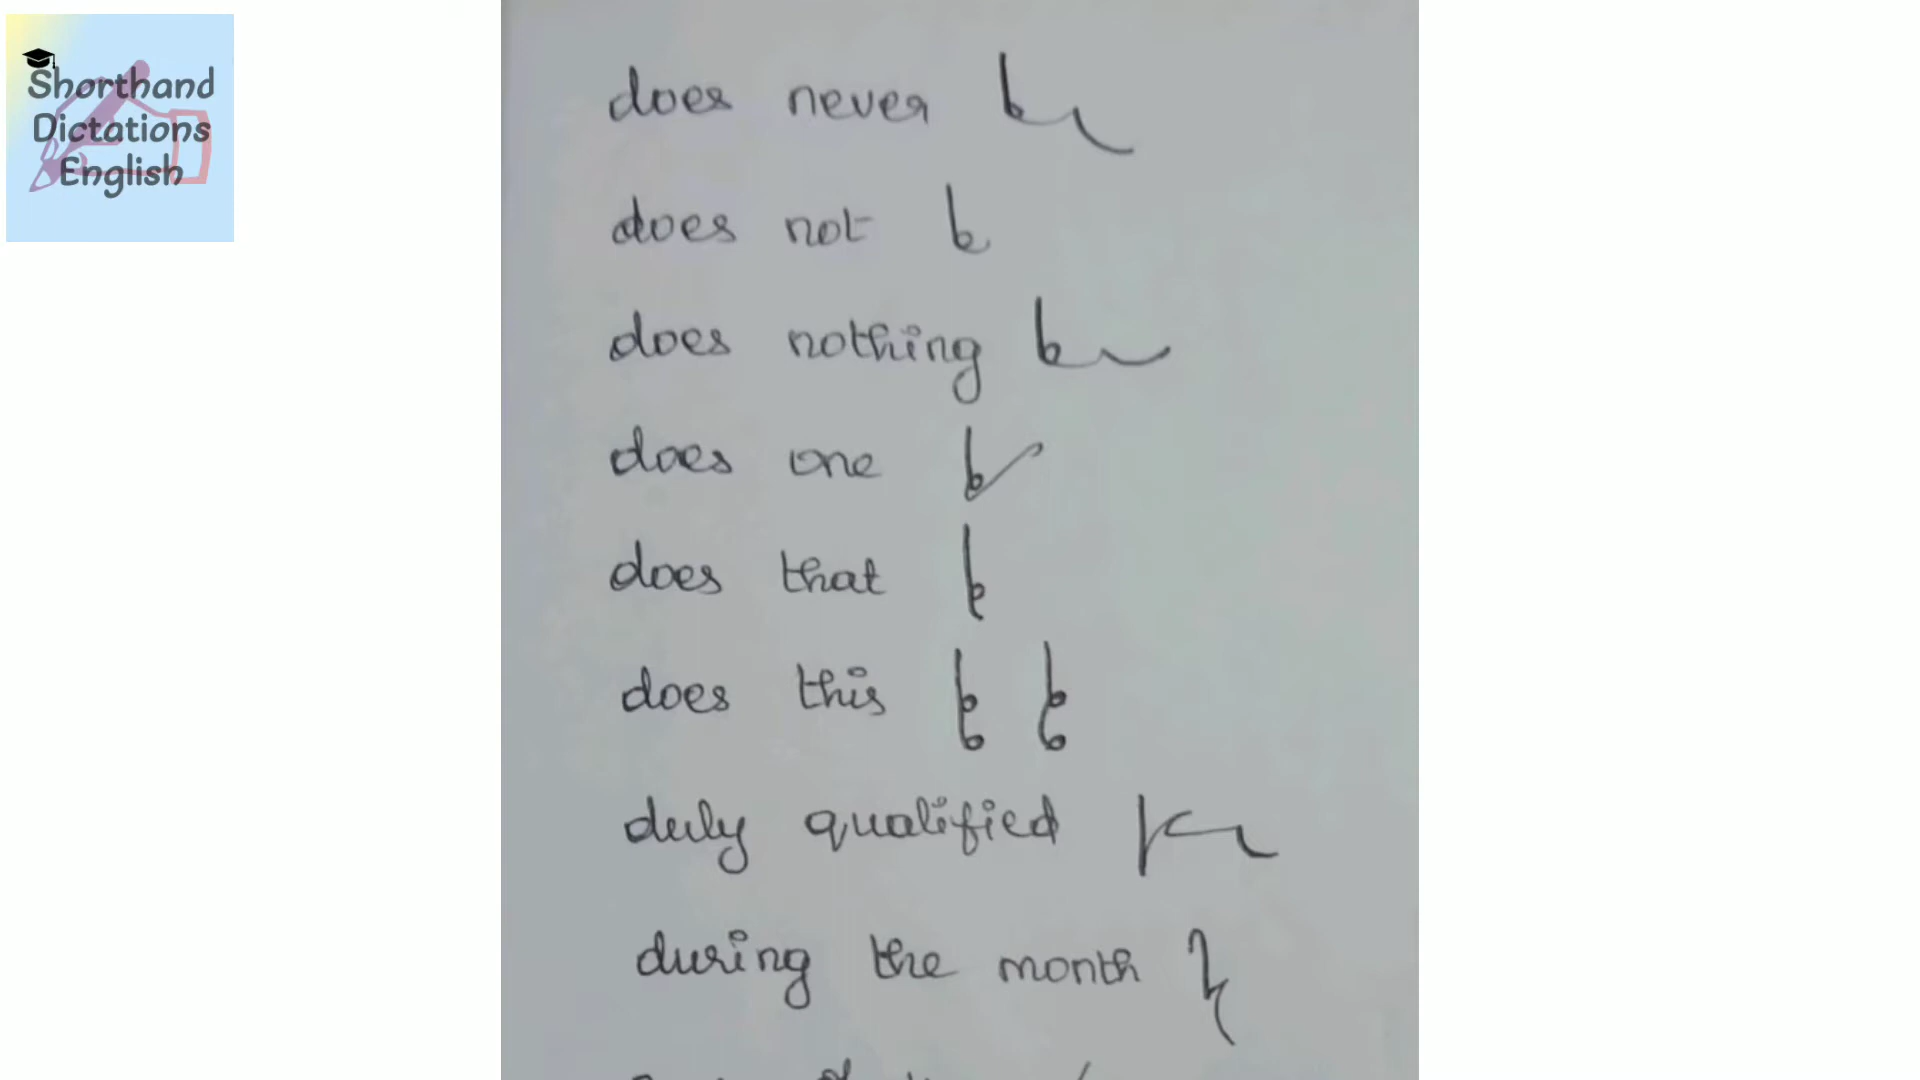 Shorthand
Dictations
English
does never
does not
does nothing
does one
does that
does this
duly qualified
during the month